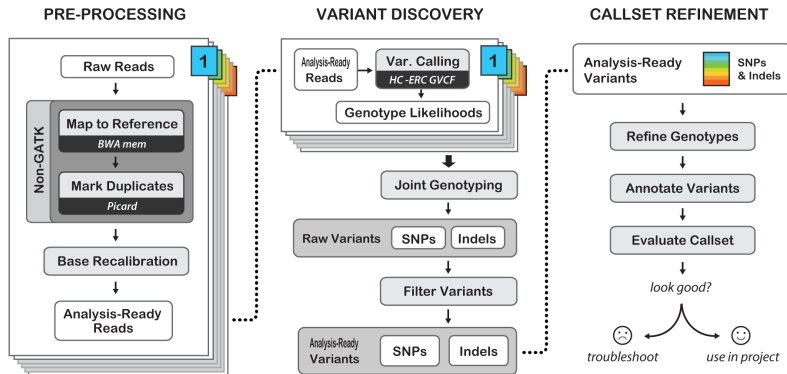 PRE-PROCESSING
1
Raw Reads
Non-GATK
Map to Reference
BWA mem
Mark Duplicates
Picard
Base Recalibration
Analysis-Ready
Reads
VARIANT DISCOVERY
1
Analysis-Ready
Reads
Var. Calling
HC -ERC GVCF
Genotype Likelihoods
Joint Genotyping
Raw Variants
SNPs
Indels
Filter Variants
Analysis-Ready
Variants
SNPs
Indels
CALLSET REFINEMENT
Analysis-Ready
Variants
SNPs
& Indels
Refine Genotypes
Annotate Variants
Evaluate Callset
look good?
troubleshoot
use in project